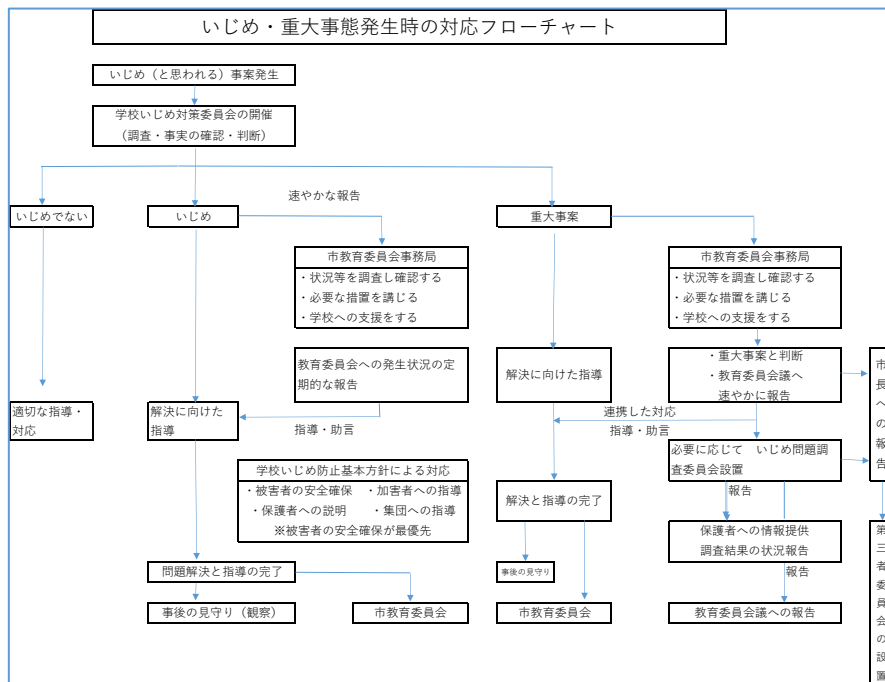 いじめ・重大事態発生時の対応フローチャート
いじめ（と思われる）事案発生
学校いじめ対策委員会の開催
（調査・事実の確認・判断）
速やかな報告
いじめでない
いじめ
重大事案
市教育委員会事務局
・状況等を調査し確認する
・必要な措置を講じる
・学校への支援をする
市教育委員会事務局
・状況等を調査し確認する
・必要な措置を講じる
・学校への支援をする
教育委員会への発生状況の定
期的な報告
解決に向けた指導
・重大事案と判断
・教育委員会議へ
速やかに報告
市長への報告
適切な指導・
対応
解決に向けた
指導
指導・助言
連携した対応
指導・助言
必要に応じて　いじめ問題調
査委員会設置
学校いじめ防止基本方針による対応
・被害者の安全確保　・加害者への指導
・保護者への説明　・集団への指導
※被害者の安全確保が最優先
解決と指導の完了
報告
保護者への情報提供
調査結果の状況報告
第三者委員会の設置
問題解決と指導の完了
事後の見守り
報告
事後の見守り（観察）
市教育委員会
市教育委員会
教育委員会議への報告